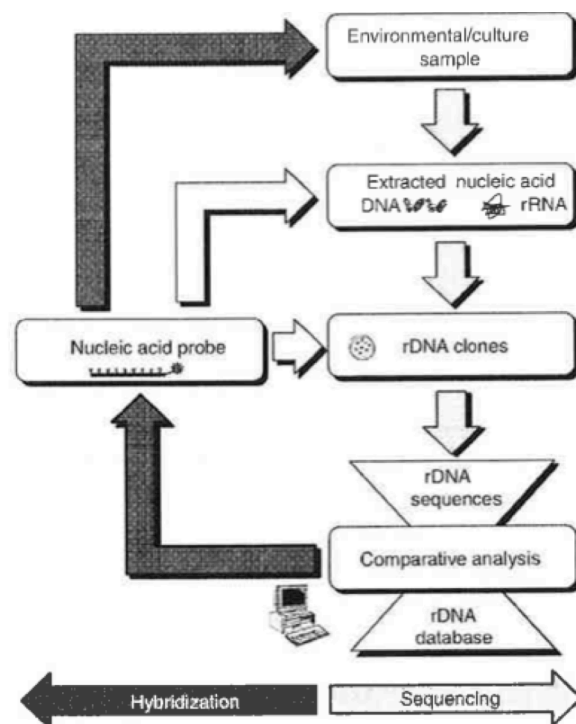 Environmental/culture
sample
Extracted nucleic acid
DNA rRNA
Nucleic acid probe
rDNA clones
rDNA
sequences
Comparative analysis
rDNA
database
Hybridization
Sequencing